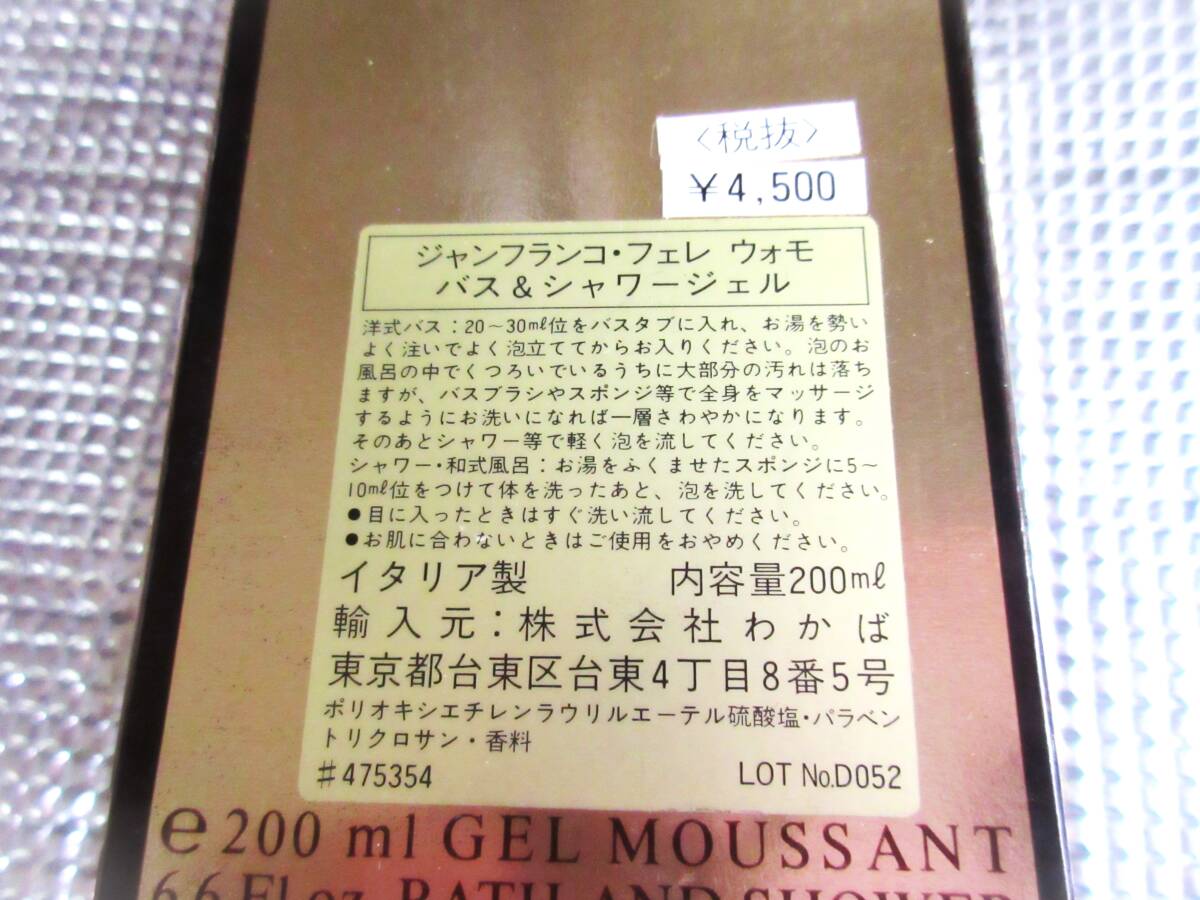 〈税抜〉
¥4,500
ジャンフランコ・フェレ ウォモ
バス&シャワージェル
洋式バス:20〜30ml位をバスタブに入れ、お湯を勢い
よく注いでよく泡立ててからお入りください。泡のお
風呂の中でくつろいでいるうちに大部分の汚れは落ち
ますが、バスブラシやスポンジ等で全身をマッサージ
するようにお洗いになれば一層さわやかになります。
そのあとシャワー等で軽く泡を流してください。
シャワー・和式風呂:お湯をふくませたスポンジに5〜
10ml位をつけて体を洗ったあと、泡を洗してください。
●目に入ったときはすぐ洗い流してください。
●お肌に合わないときはご使用をおやめください。
イタリア製 内容量200ml
輸入元:株式会社わかば
東京都台東区台東4丁目8番5号
ポリオキシエチレンラウリルエーテル硫酸塩・パラベン
トリクロサン・香料
#475354 LOT No.D052
e 200 ml GEL MOUSSANT
6.6 Fl.oz. BATH AND SHOWER